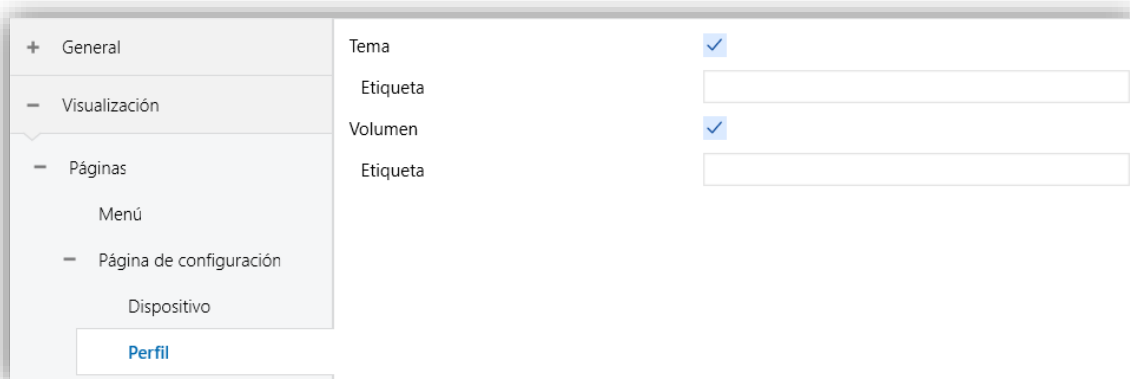 General
Visualización
Páginas
Menú
Página de configuración
Dispositivo
Perfil
Tema
Etiqueta
Volumen
Etiqueta